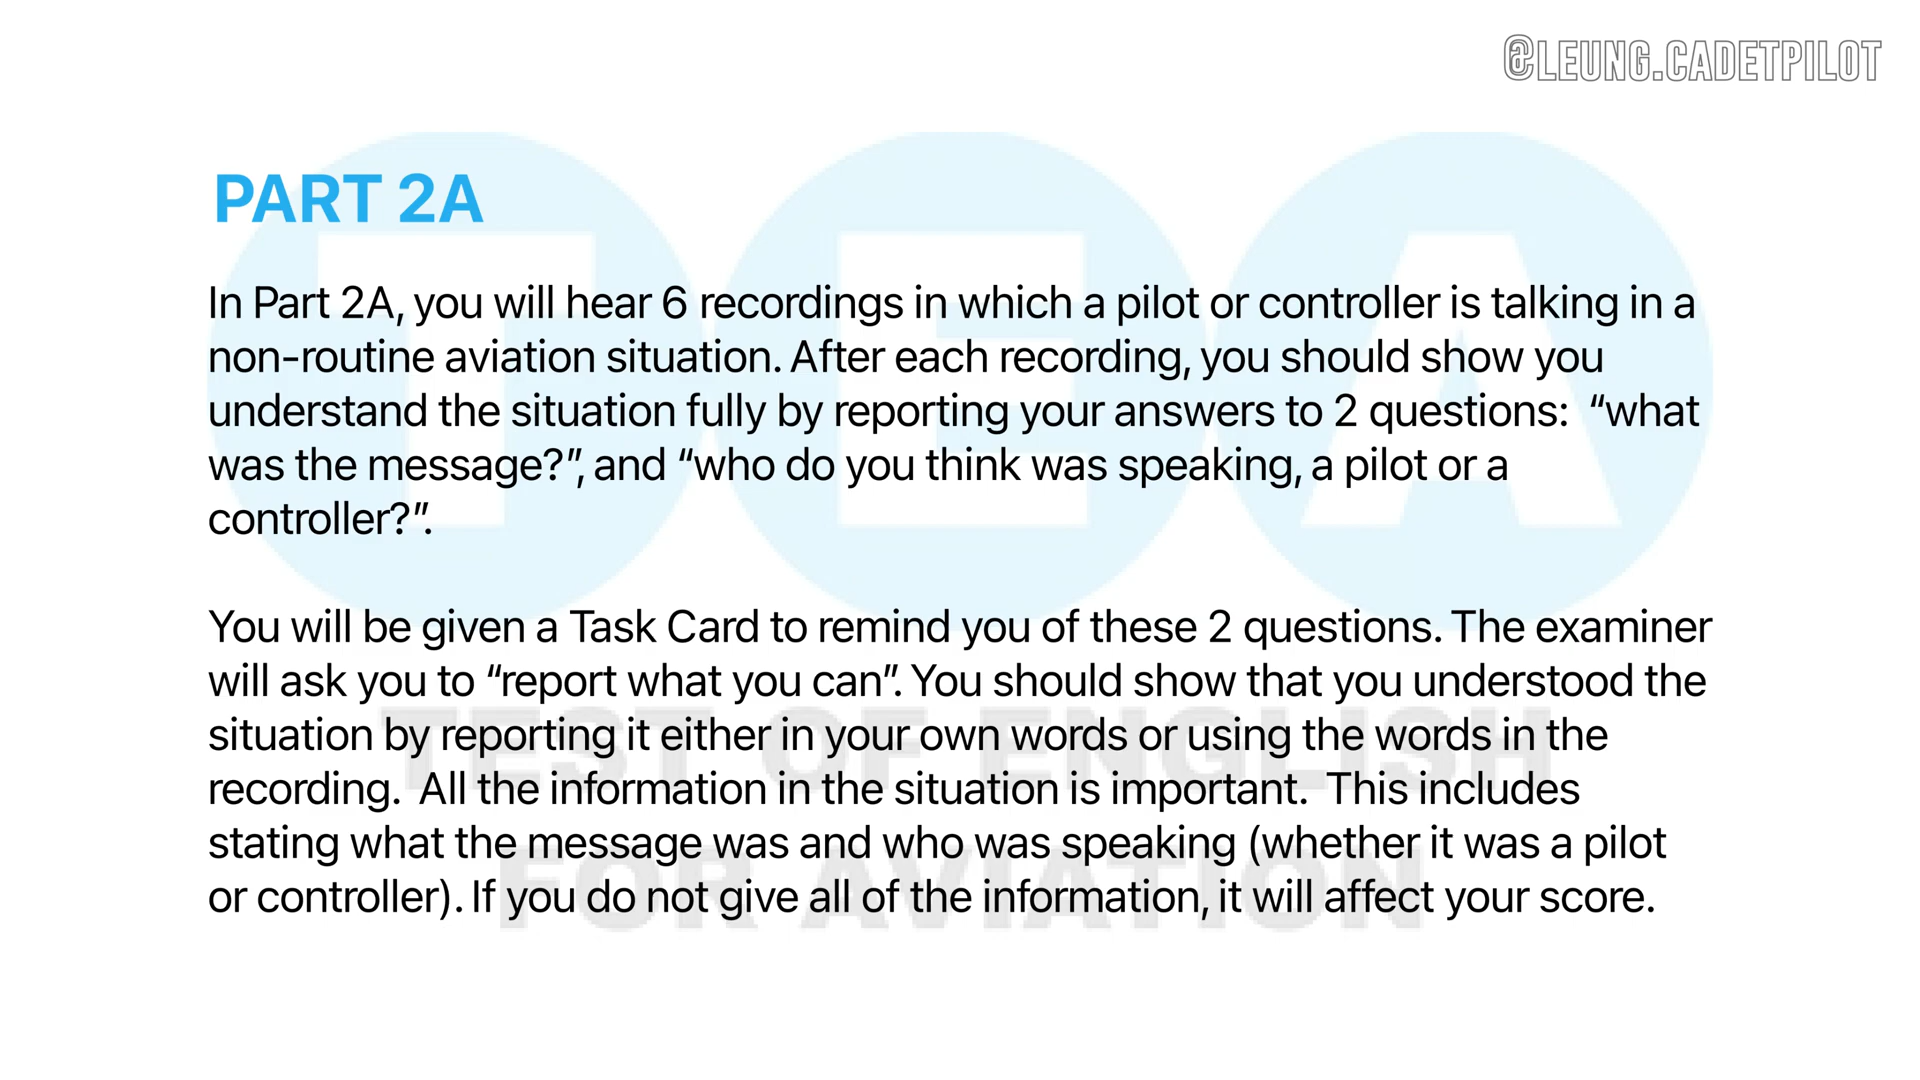 @LEUNG.CADETPILOT
PART 2A
In Part 2A, you will hear 6 recordings in which a pilot or controller is talking in a
non-routine aviation situation. After each recording, you should show you
understand the situation fully by reporting your answers to 2 questions:  “what
was the message?”, and “who do you think was speaking, a pilot or a
controller?”.
You will be given a Task Card to remind you of these 2 questions. The examiner
will ask you to “report what you can”. You should show that you understood the
situation by reporting it either in your own words or using the words in the
recording.  All the information in the situation is important.  This includes
stating what the message was and who was speaking (whether it was a pilot
or controller). If you do not give all of the information, it will affect your score.
TEA
TEST OF ENGLISH
FOR AVIATION